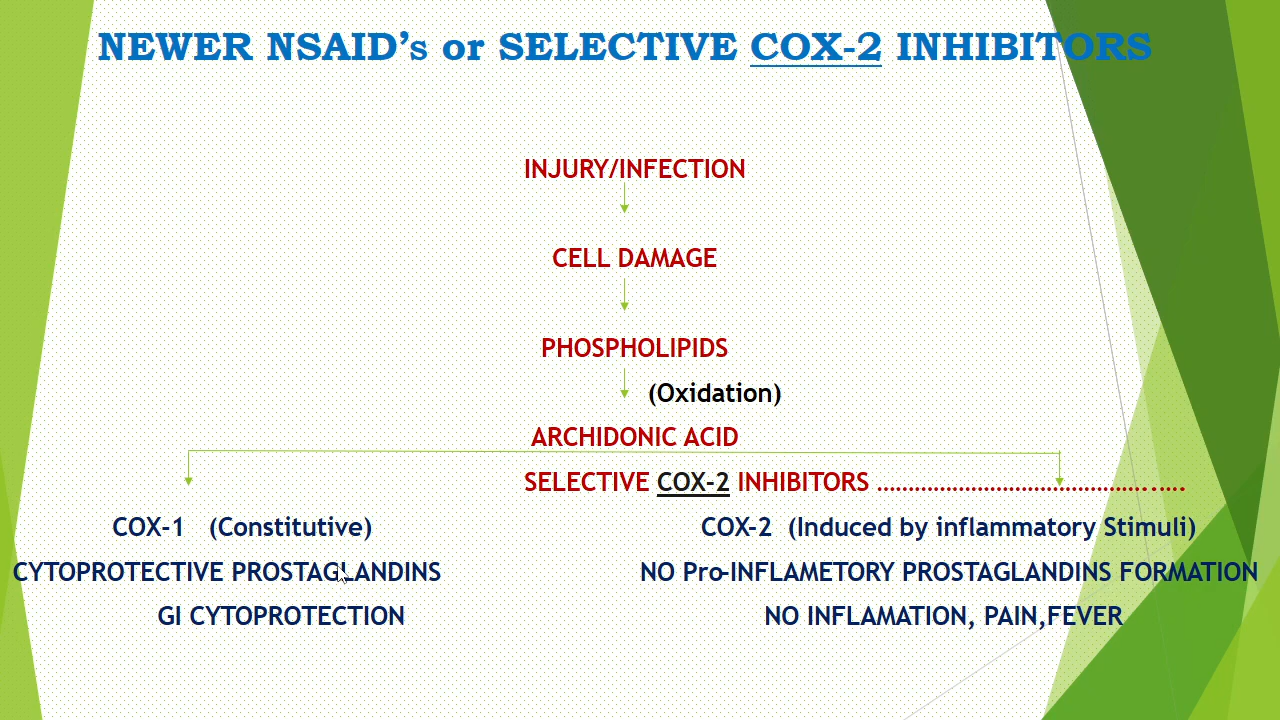 NEWER NSAID’s or SELECTIVE COX-2 INHIBITORS
INJURY/INFECTION
CELL DAMAGE
PHOSPHOLIPIDS
(Oxidation)
ARCHIDONIC ACID
SELECTIVE COX-2 INHIBITORS ................................................
COX-1 (Constitutive) COX-2 (Induced by inflammatory Stimuli)
CYTOPROTECTIVE PROSTAGLANDINS NO Pro-INFLAMETORY PROSTAGLANDINS FORMATION
GI CYTOPROTECTION NO INFLAMATION, PAIN,FEVER